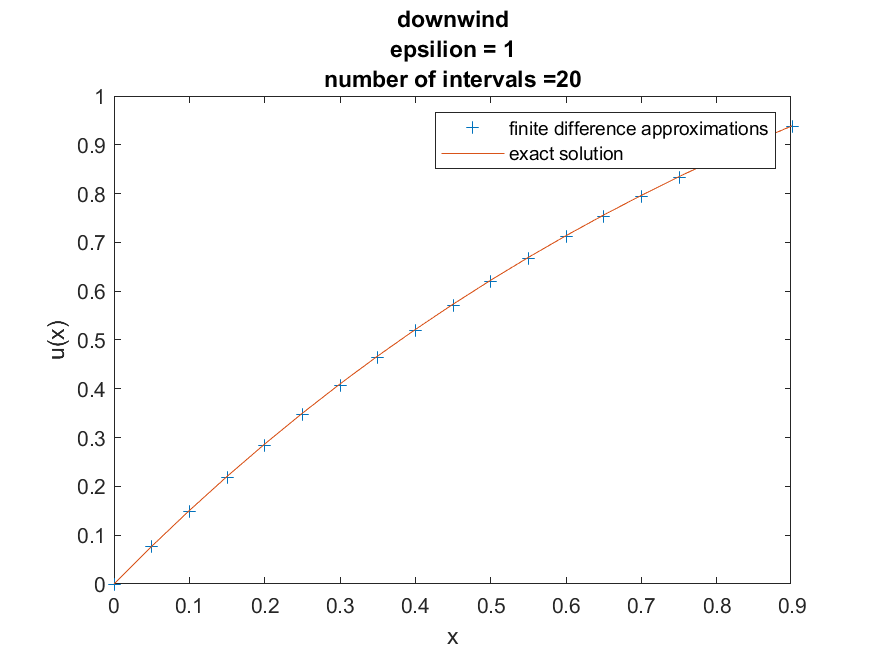 downwind
epsilion = 1
number of intervals =20
finite difference approximations
exact solution
1
0.9
0.8
0.7
0.6
0.5
0.4
0.3
0.2
0.1
0
u(x)
0 0.1 0.2 0.3 0.4 0.5 0.6 0.7 0.8 0.9
x